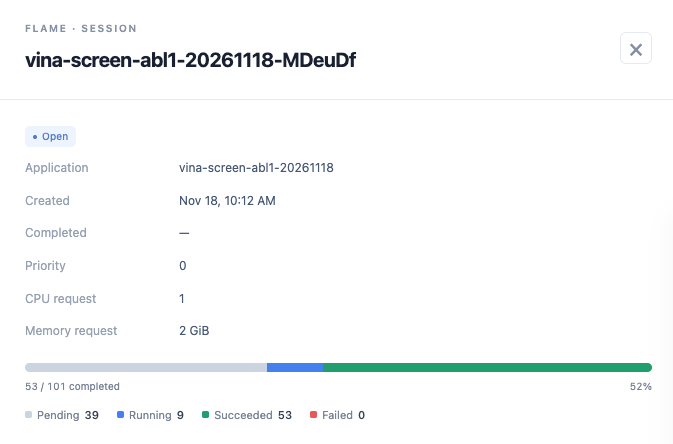 FLAME · SESSION
vina-screen-abl1-20261118-MDeuDf
Open
Application vina-screen-abl1-20261118
Created Nov 18, 10:12 AM
Completed —
Priority 0
CPU request 1
Memory request 2 GiB
53 / 101 completed 52%
Pending 39 Running 9 Succeeded 53 Failed 0